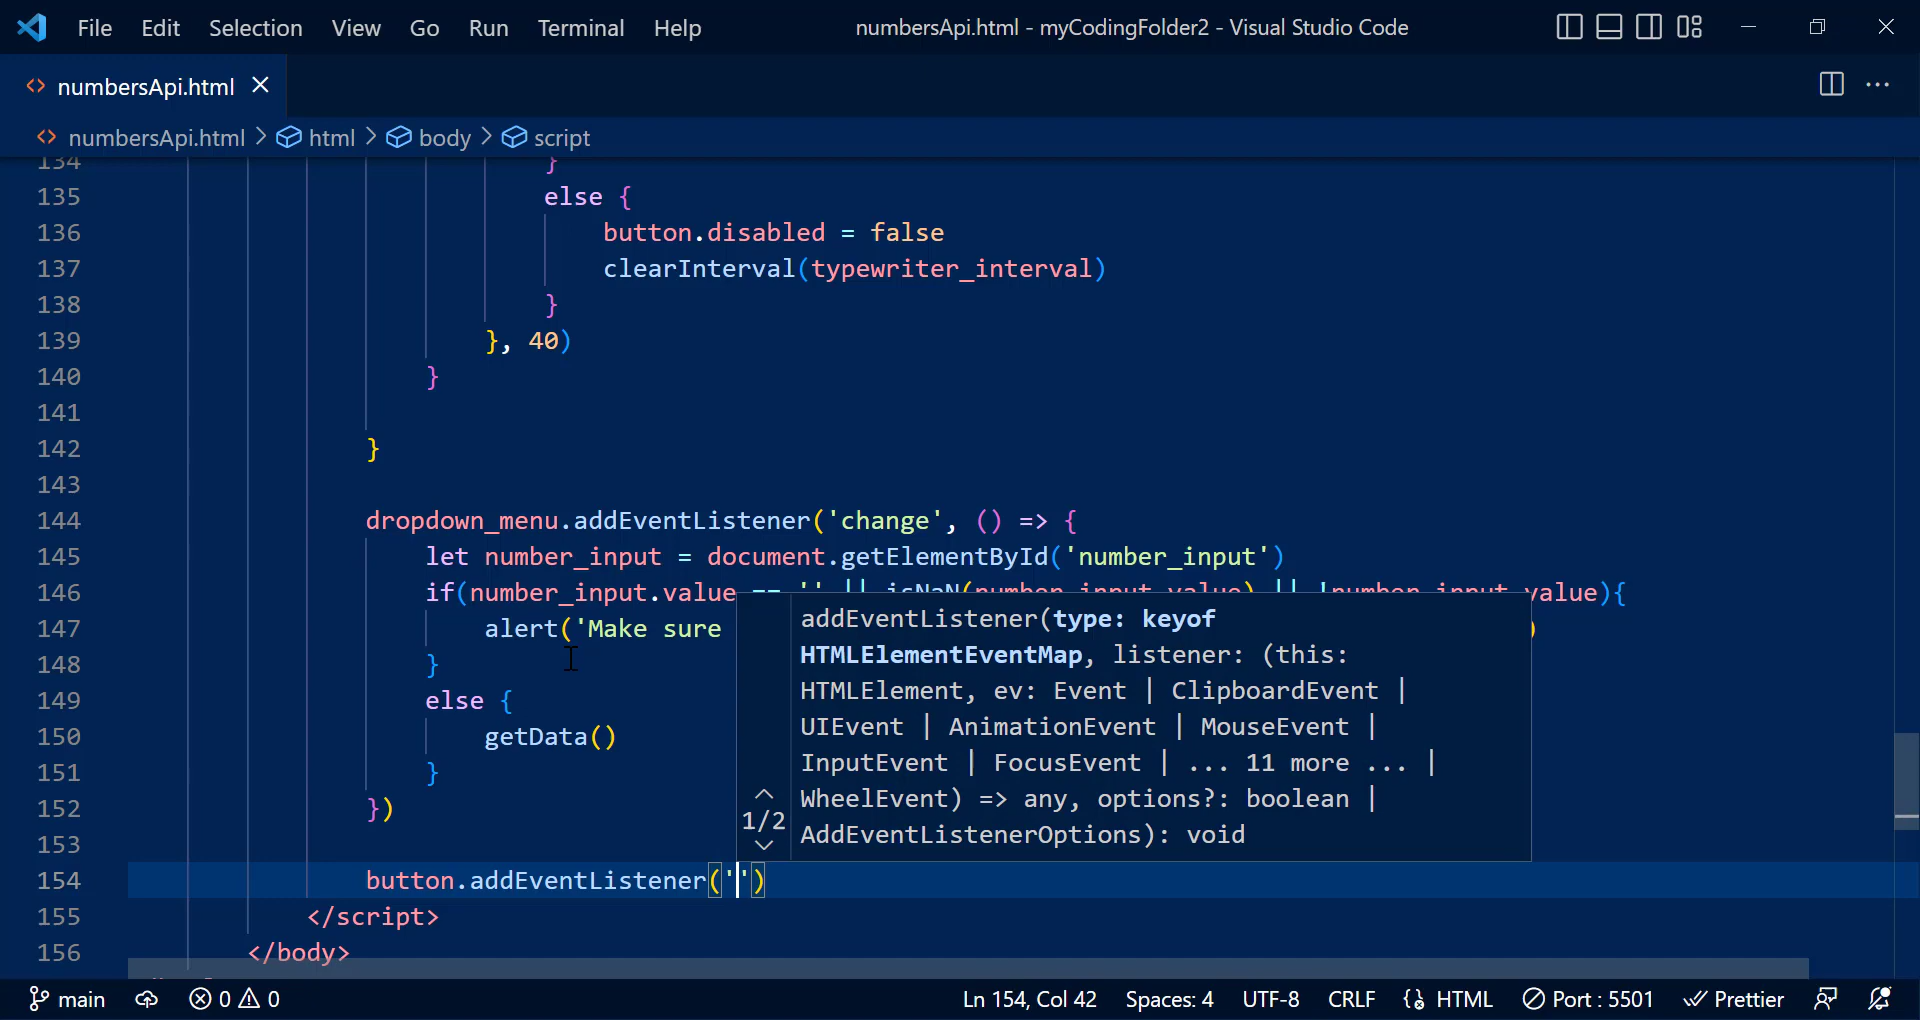 File Edit Selection View Go Run Terminal Help numbersApi.html - myCodingFolder2 - Visual Studio Code
numbersApi.html
numbersApi.html > html > body > script
134 }
135 else {
136 button.disabled = false
137 clearInterval(typewriter_interval)
138 }
139 }, 40)
140 }
141
142 }
143
144 dropdown_menu.addEventListener('change', () => {
145 let number_input = document.getElementById('number_input')
146 if(number_input.value == '' || isNaN(number_input.value) || !number_input.value){
147 alert('Make sure )
148 }
149 else {
150 getData()
151 }
152 })
153
154 button.addEventListener('')
155 </script>
156 </body>
addEventListener(type: keyof
HTMLElementEventMap, listener: (this:
HTMLElement, ev: Event | ClipboardEvent |
UIEvent | AnimationEvent | MouseEvent |
InputEvent | FocusEvent | ... 11 more ... |
WheelEvent) => any, options?: boolean |
AddEventListenerOptions): void
1/2
main 0 0 Ln 154, Col 42 Spaces: 4 UTF-8 CRLF HTML Port : 5501 Prettier